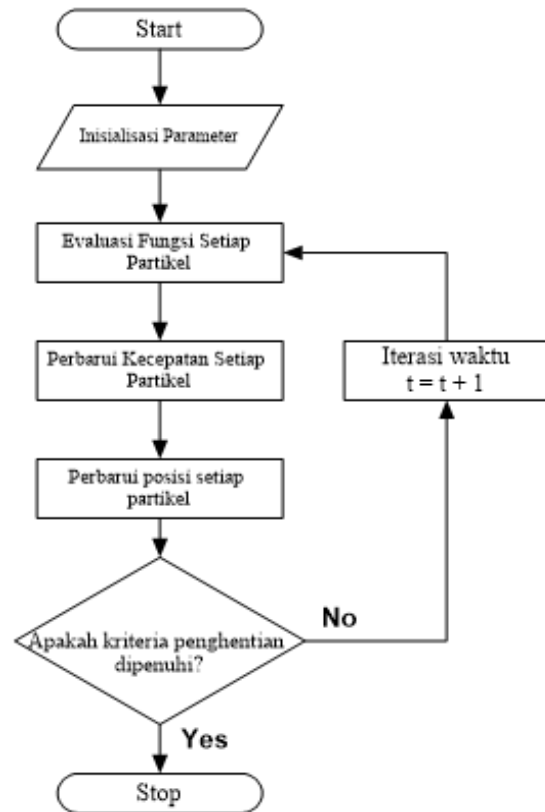 Start
Inisialisasi Parameter
Evaluasi Fungsi Setiap
Partikel
Perbarui Kecepatan Setiap
Partikel
Iterasi waktu
t = t + 1
Perbarui posisi setiap
partikel
Apakah kriteria penghentian
dipenuhi?
No
Yes
Stop